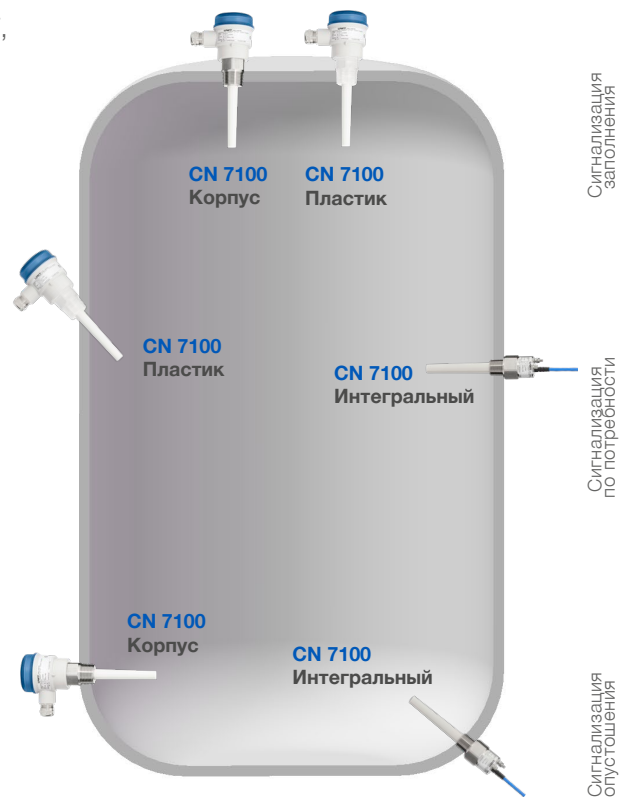 ,
CN 7100
Корпус
CN 7100
Пластик
Сигнализация
заполнения
CN 7100
Пластик
CN 7100
Интегральный
Сигнализация
по потребности
CN 7100
Корпус
CN 7100
Интегральный
Сигнализация
опустошения